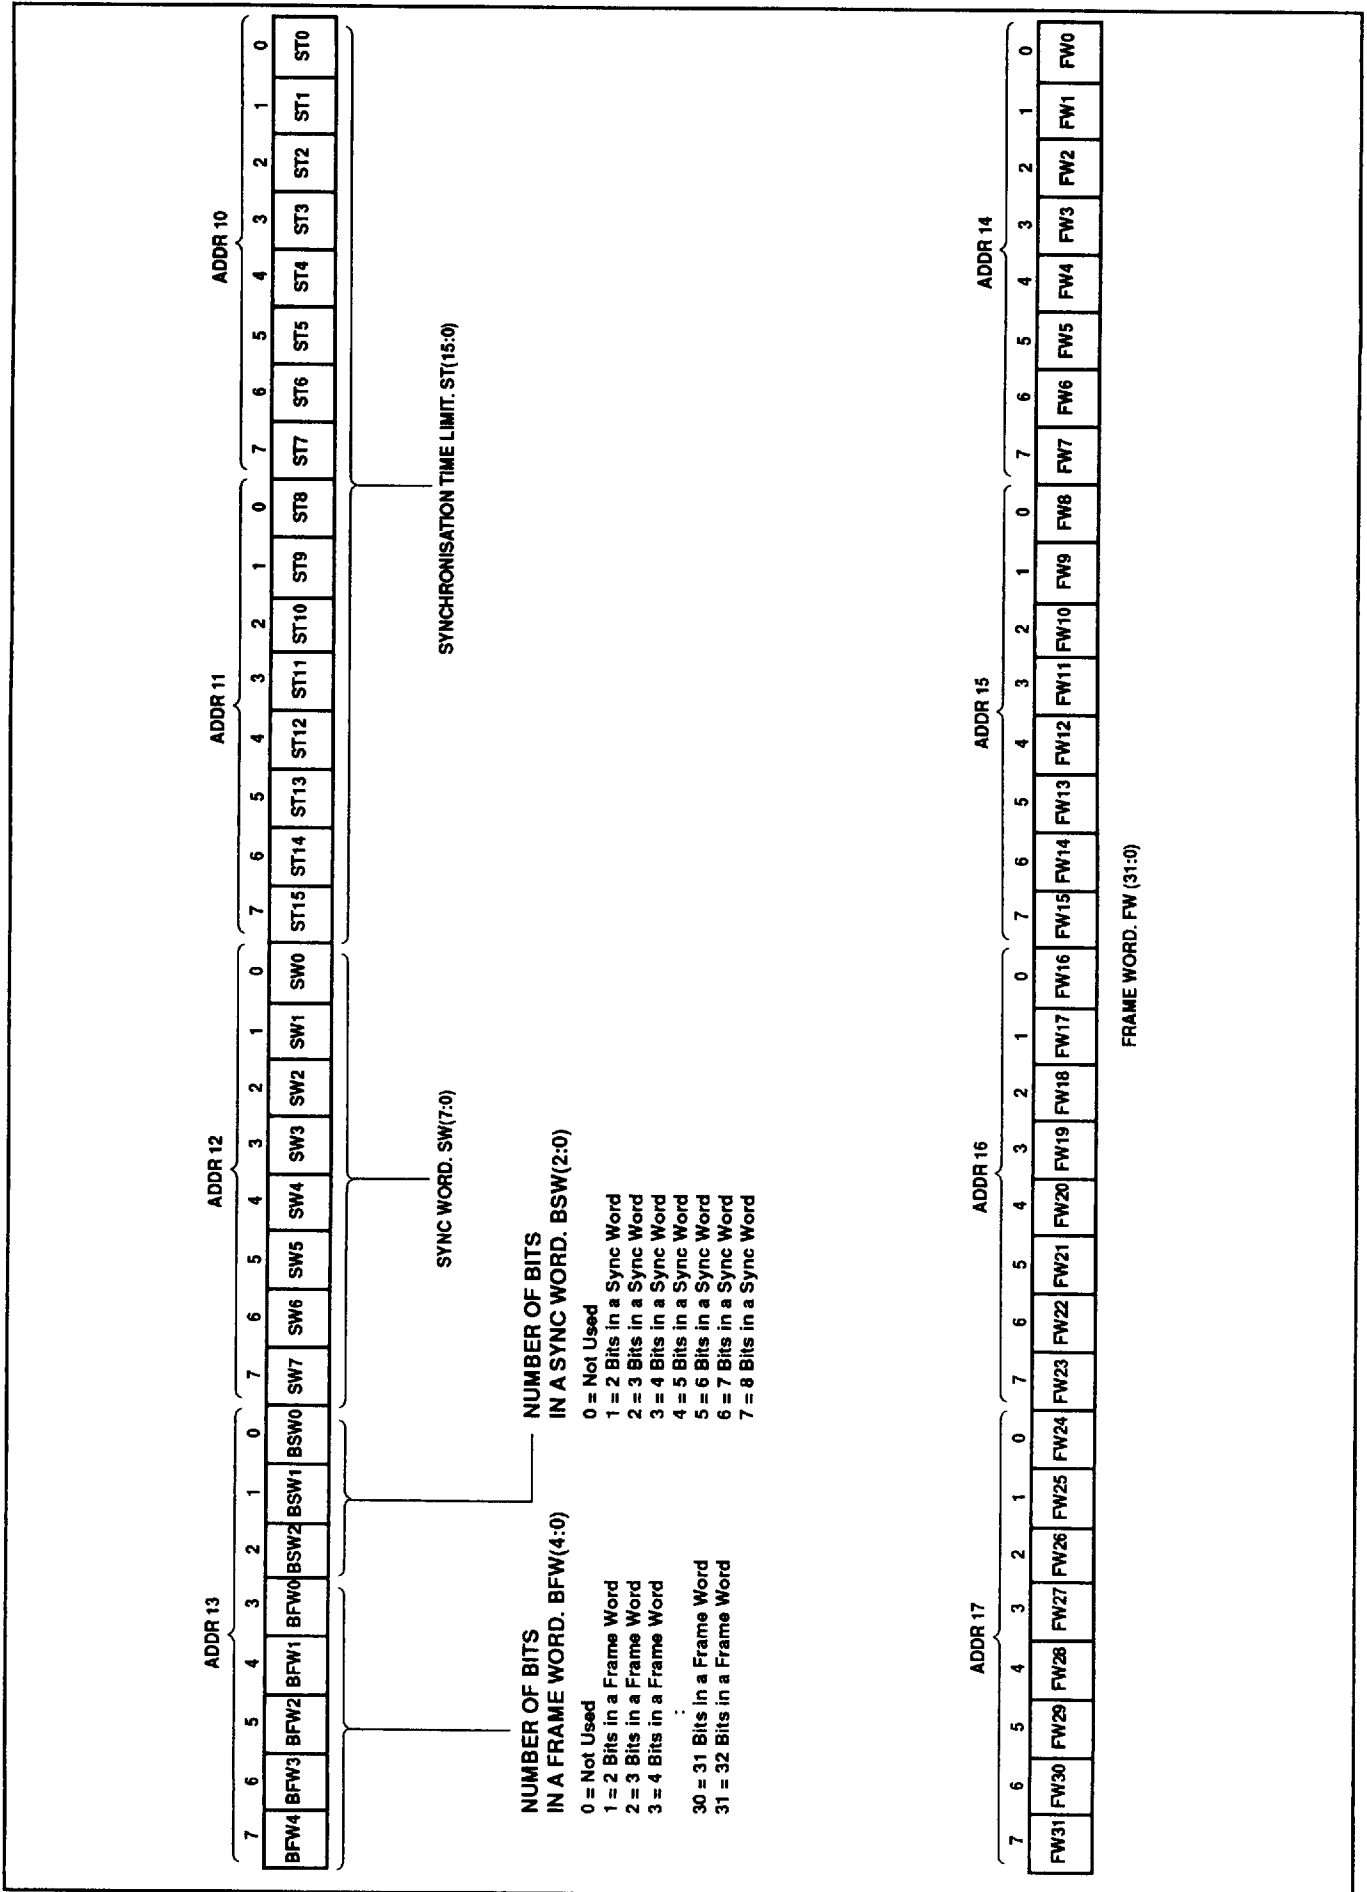 ADDR 13 ADDR 12 ADDR 11 ADDR 10
7 6 5 4 3 2 1 0 7 6 5 4 3 2 1 0 7 6 5 4 3 2 1 0 7 6 5 4 3 2 1 0
BFW4 BFW3 BFW2 BFW1 BFW0 BSW2 BSW1 BSW0 SW7 SW6 SW5 SW4 SW3 SW2 SW1 SW0 ST15 ST14 ST13 ST12 ST11 ST10 ST9 ST8 ST7 ST6 ST5 ST4 ST3 ST2 ST1 ST0
SYNC WORD. SW(7:0)
SYNCHRONISATION TIME LIMIT. ST(15:0)
NUMBER OF BITS
IN A FRAME WORD. BFW(4:0)
0 = Not Used
1 = 2 Bits in a Frame Word
2 = 3 Bits in a Frame Word
3 = 4 Bits in a Frame Word
:
30 = 31 Bits in a Frame Word
31 = 32 Bits in a Frame Word
NUMBER OF BITS
IN A SYNC WORD. BSW(2:0)
0 = Not Used
1 = 2 Bits in a Sync Word
2 = 3 Bits in a Sync Word
3 = 4 Bits in a Sync Word
4 = 5 Bits in a Sync Word
5 = 6 Bits in a Sync Word
6 = 7 Bits in a Sync Word
7 = 8 Bits in a Sync Word
ADDR 17 ADDR 16 ADDR 15 ADDR 14
7 6 5 4 3 2 1 0 7 6 5 4 3 2 1 0 7 6 5 4 3 2 1 0 7 6 5 4 3 2 1 0
FW31 FW30 FW29 FW28 FW27 FW26 FW25 FW24 FW23 FW22 FW21 FW20 FW19 FW18 FW17 FW16 FW15 FW14 FW13 FW12 FW11 FW10 FW9 FW8 FW7 FW6 FW5 FW4 FW3 FW2 FW1 FW0
FRAME WORD. FW (31:0)